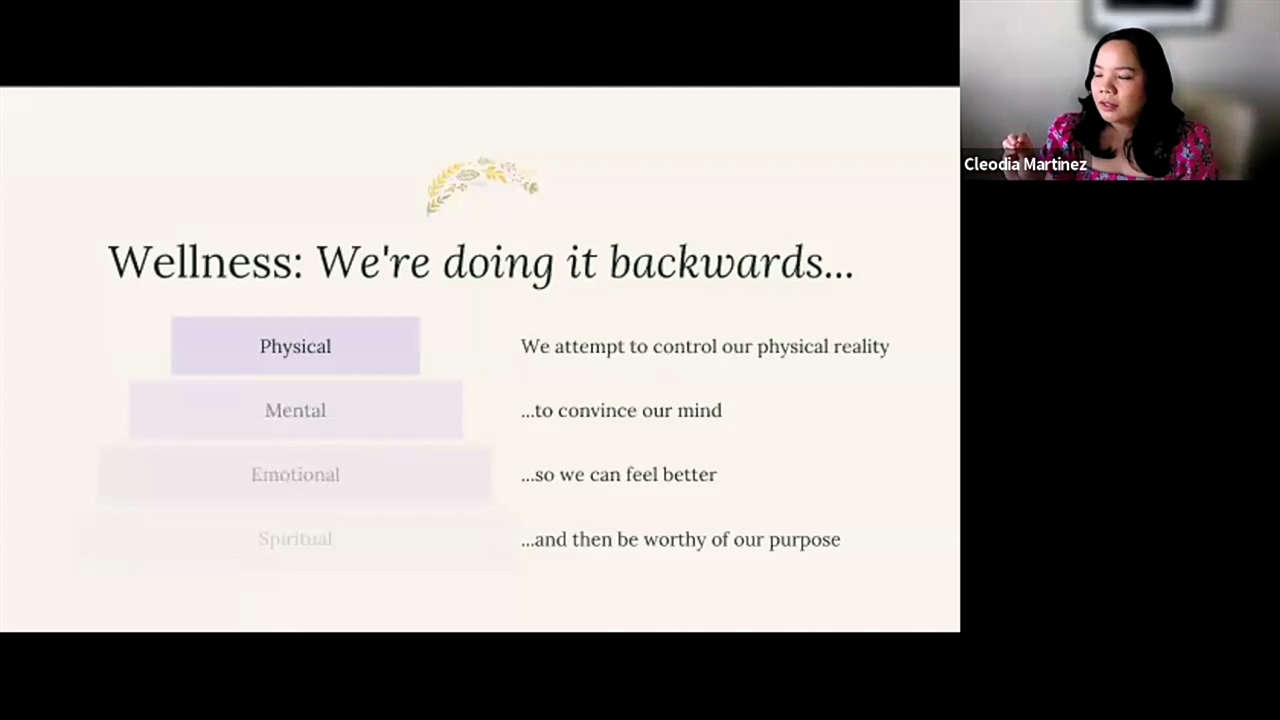 Wellness: We're doing it backwards...
Physical
We attempt to control our physical reality
Mental
...to convince our mind
Emotional
...so we can feel better
Spiritual
...and then be worthy of our purpose
Cleodia Martinez